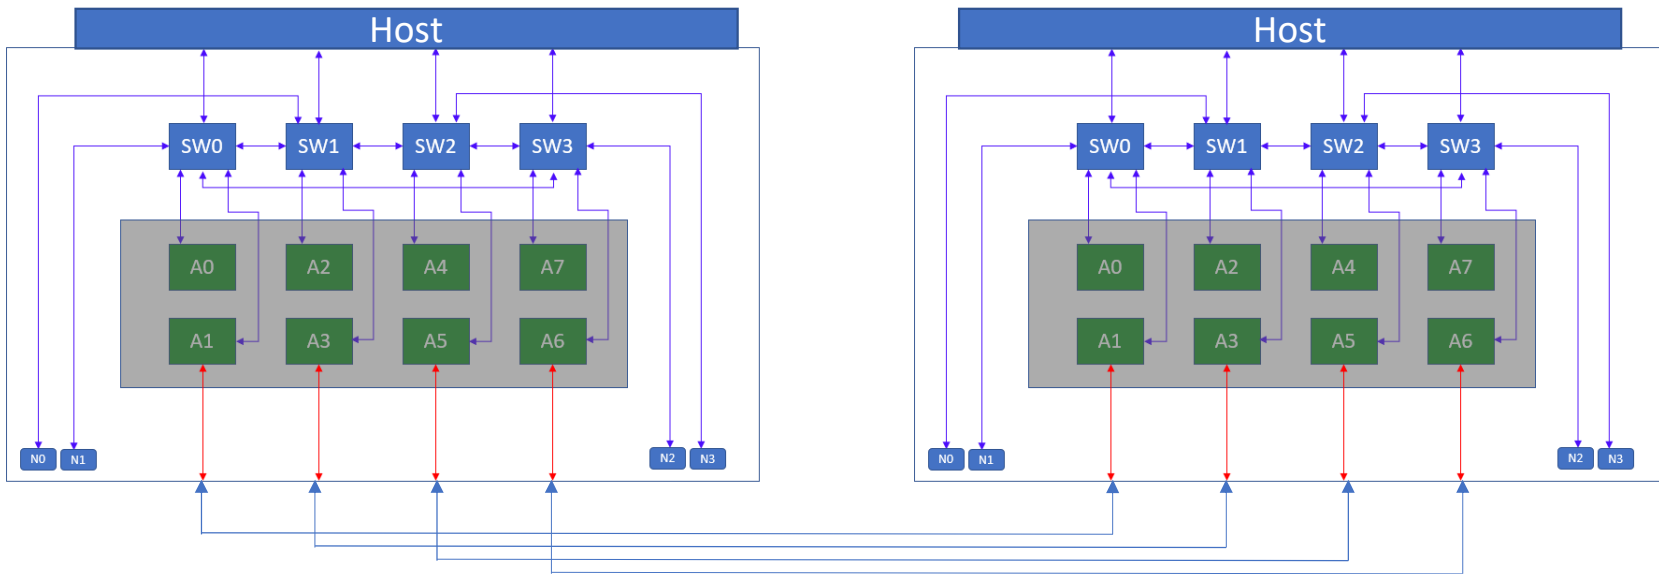 Host
Host
SW0 SW1 SW2 SW3
SW0 SW1 SW2 SW3
A0 A2 A4 A7
A0 A2 A4 A7
A1 A3 A5 A6
A1 A3 A5 A6
N0 N1 N2 N3
N0 N1 N2 N3